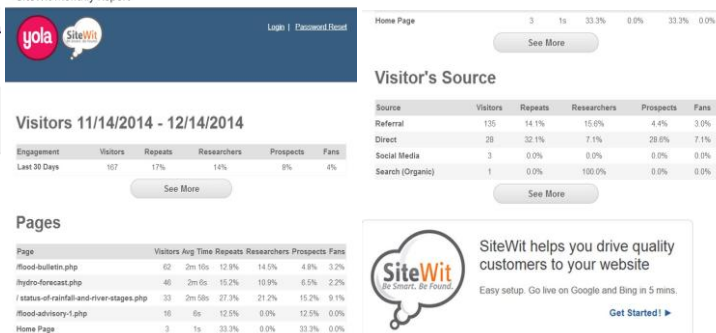 SiteWit Monthly Report
yola
SiteWit
Login | Password Reset
Visitors 11/14/2014 - 12/14/2014
Engagement Visitors Repeats Researchers Prospects Fans
Last 30 Days 167 17% 14% 9% 4%
See More
Pages
Page Visitors Avg Time Repeats Researchers Prospects Fans
/flood-bulletin.php 62 2m 16s 12.9% 14.5% 4.8% 3.2%
/hydro-forecast.php 46 2m 6s 15.2% 10.9% 6.5% 2.2%
/ status-of-rainfall-and-river-stages.php 33 2m 58s 27.3% 21.2% 15.2% 9.1%
/flood-advisory-1.php 16 6s 12.5% 0.0% 12.5% 0.0%
Home Page 3 1s 33.3% 0.0% 33.3% 0.0%
Home Page 3 1s 33.3% 0.0% 33.3% 0.0%
See More
Visitor's Source
Source Visitors Repeats Researchers Prospects Fans
Referral 135 14.1% 15.6% 4.4% 3.0%
Direct 28 32.1% 7.1% 28.6% 7.1%
Social Media 3 0.0% 0.0% 0.0% 0.0%
Search (Organic) 1 0.0% 100.0% 0.0% 0.0%
See More
SiteWit
Be Smart. Be Found.
SiteWit helps you drive quality
customers to your website
Easy setup. Go live on Google and Bing in 5 mins.
Get Started!